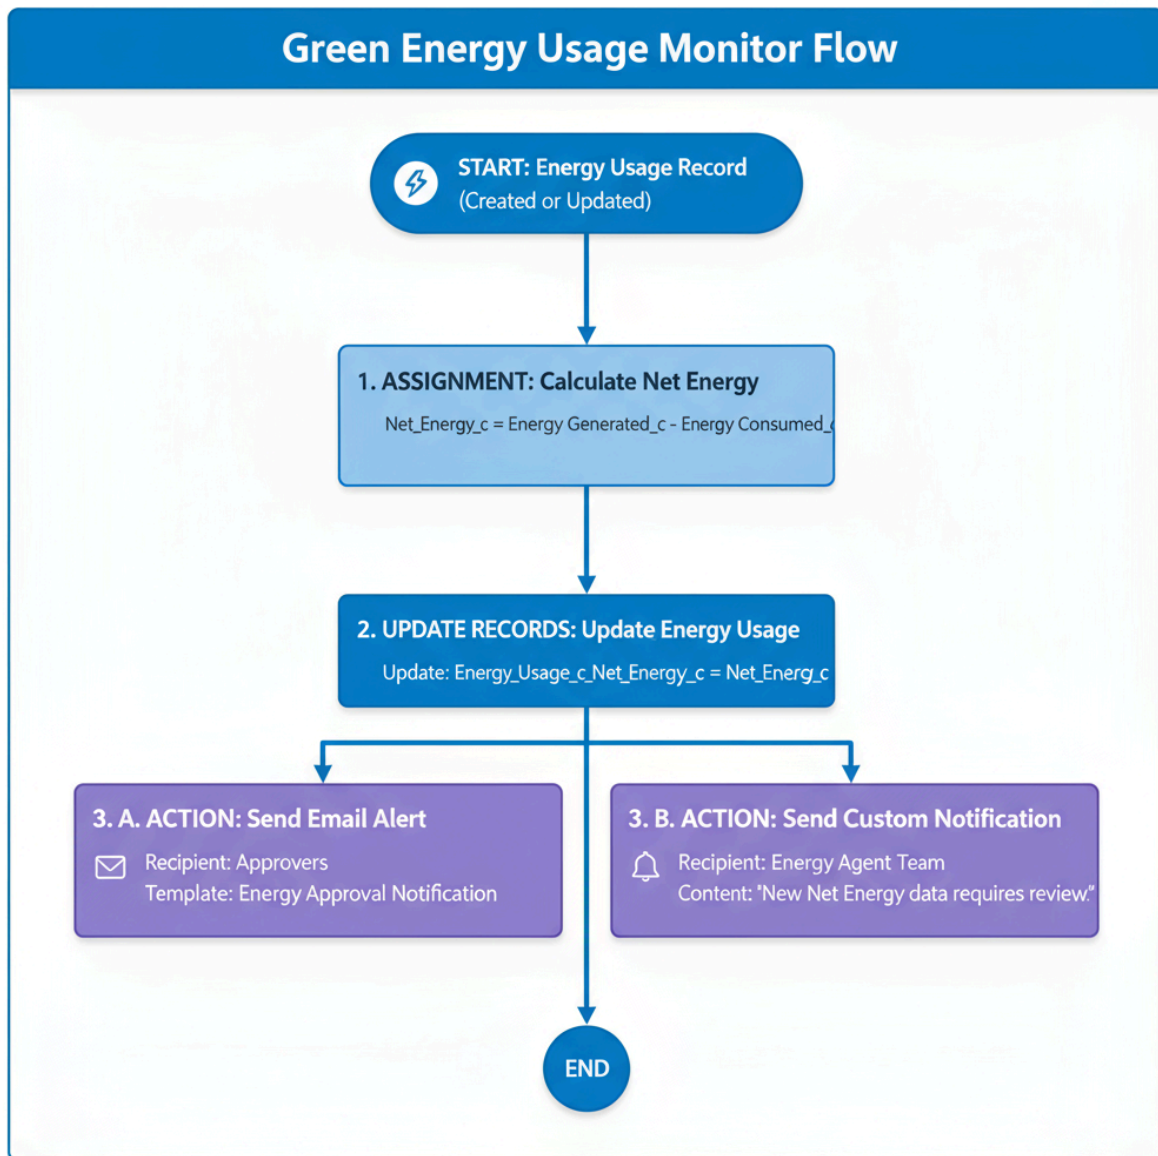 Green Energy Usage Monitor Flow
START: Energy Usage Record
(Created or Updated)
1. ASSIGNMENT: Calculate Net Energy
Net_Energy_c = Energy Generated_c - Energy Consumed_c
2. UPDATE RECORDS: Update Energy Usage
Update: Energy_Usage_c_Net_Energy_c = Net_Energ_c
3. A. ACTION: Send Email Alert
Recipient: Approvers
Template: Energy Approval Notification
3. B. ACTION: Send Custom Notification
Recipient: Energy Agent Team
Content: "New Net Energy data requires review."
END